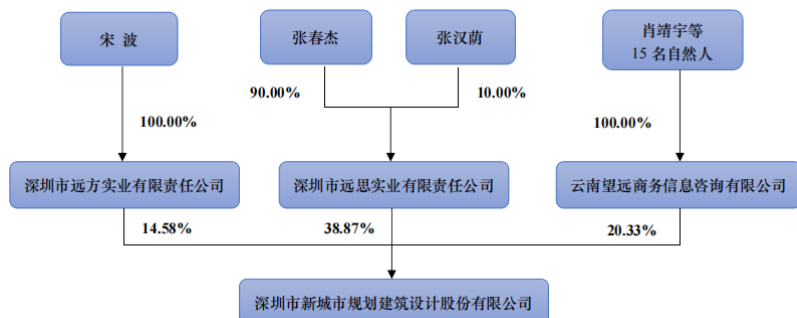 宋 波
张春杰
张汉荫
肖靖宇等
15 名自然人
90.00%
10.00%
100.00%
100.00%
深圳市远方实业有限责任公司
深圳市远思实业有限责任公司
云南望远商务信息咨询有限公司
14.58%
38.87%
20.33%
深圳市新城市规划建筑设计股份有限公司